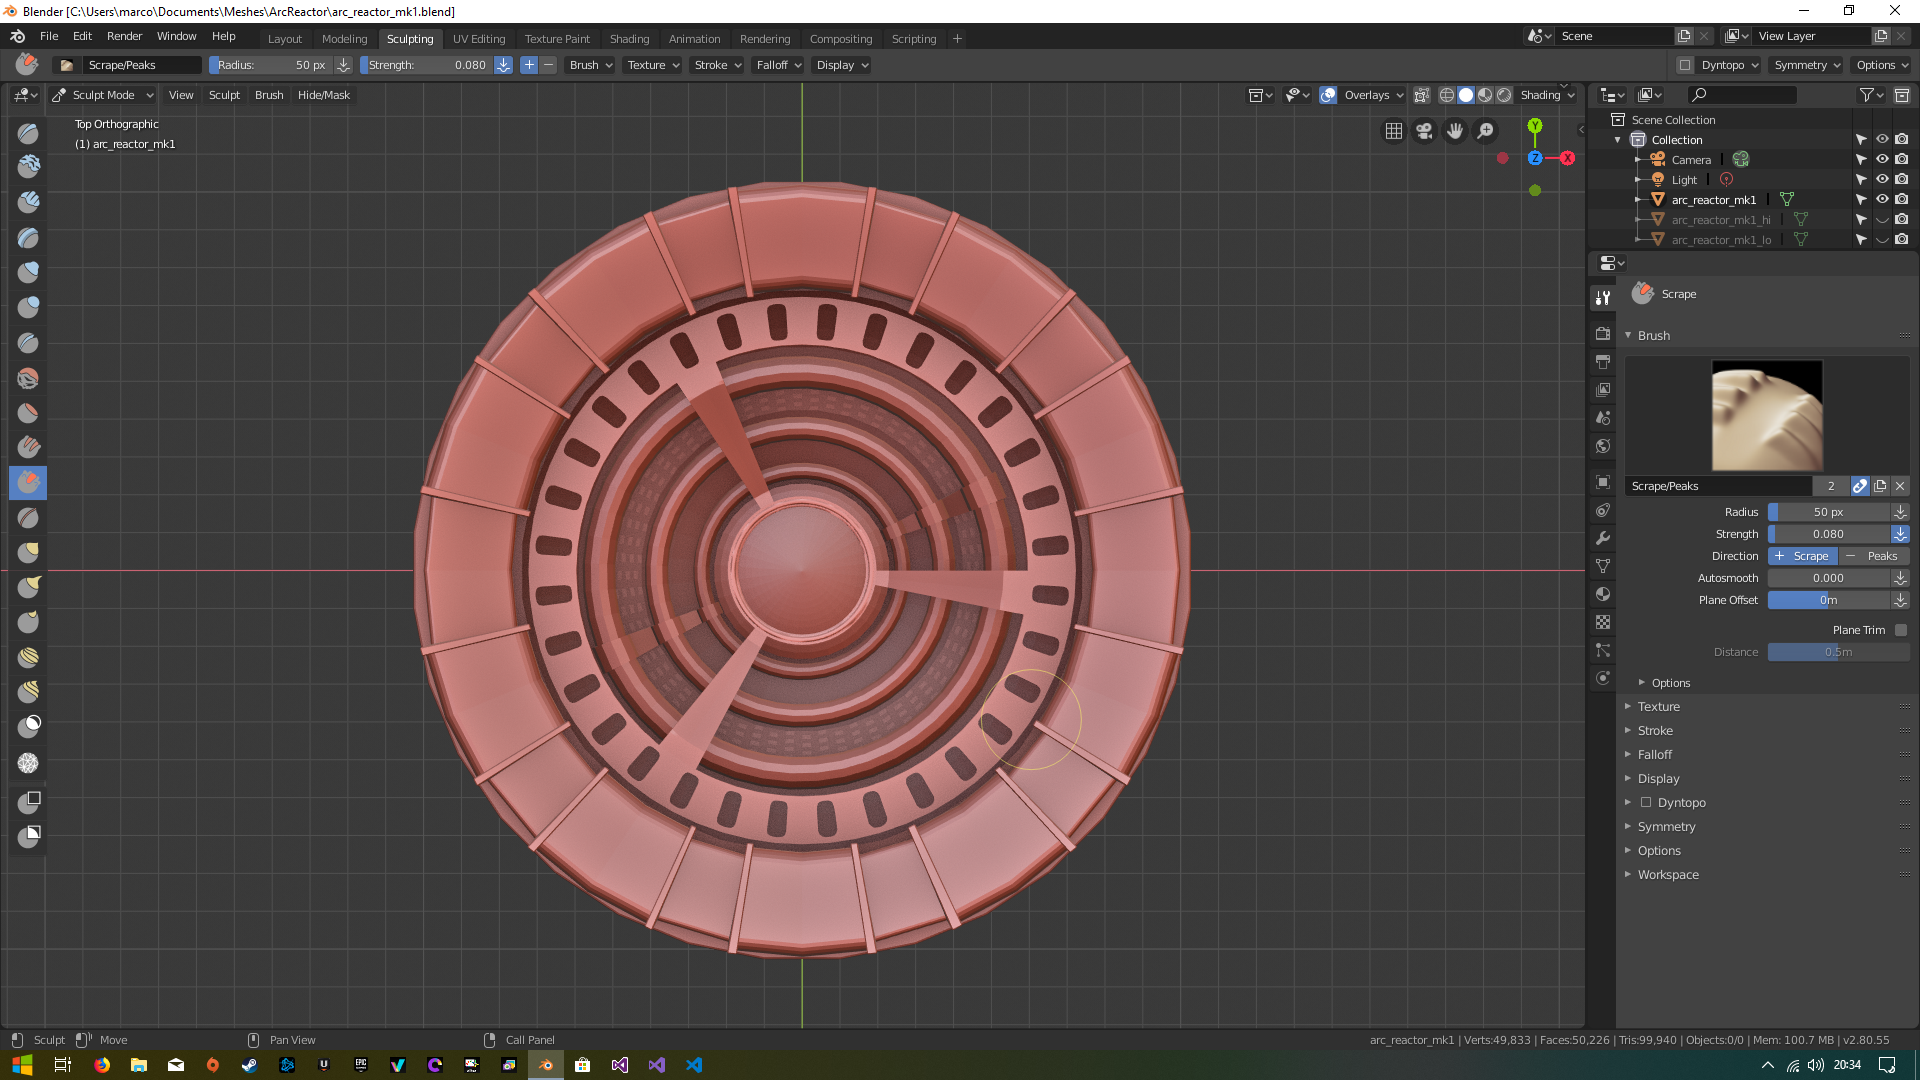 Blender [C:\Users\marco\Documents\Meshes\ArcReactor\arc_reactor_mk1.blend]
File Edit Render Window Help Layout Modeling Sculpting UV Editing Texture Paint Shading Animation Rendering Compositing Scripting + Scene View Layer
Scrape/Peaks Radius: 50 px Strength: 0.080 + − Brush Texture Stroke Falloff Display Dyntopo Symmetry Options
Sculpt Mode View Sculpt Brush Hide/Mask Overlays Shading
Top Orthographic
(1) arc_reactor_mk1
Y
Z X
Scene Collection
Collection
Camera
Light
arc_reactor_mk1
arc_reactor_mk1_hi
arc_reactor_mk1_lo
Scrape
Brush
Scrape/Peaks 2
Radius 50 px
Strength 0.080
Direction + Scrape − Peaks
Autosmooth 0.000
Plane Offset 0m
Plane Trim
Distance 0.5m
Options
Texture
Stroke
Falloff
Display
Dyntopo
Symmetry
Options
Workspace
Sculpt Move Pan View Call Panel arc_reactor_mk1 | Verts:49,833 | Faces:50,226 | Tris:99,940 | Objects:0/0 | Mem: 100.7 MB | v2.80.55
20:34